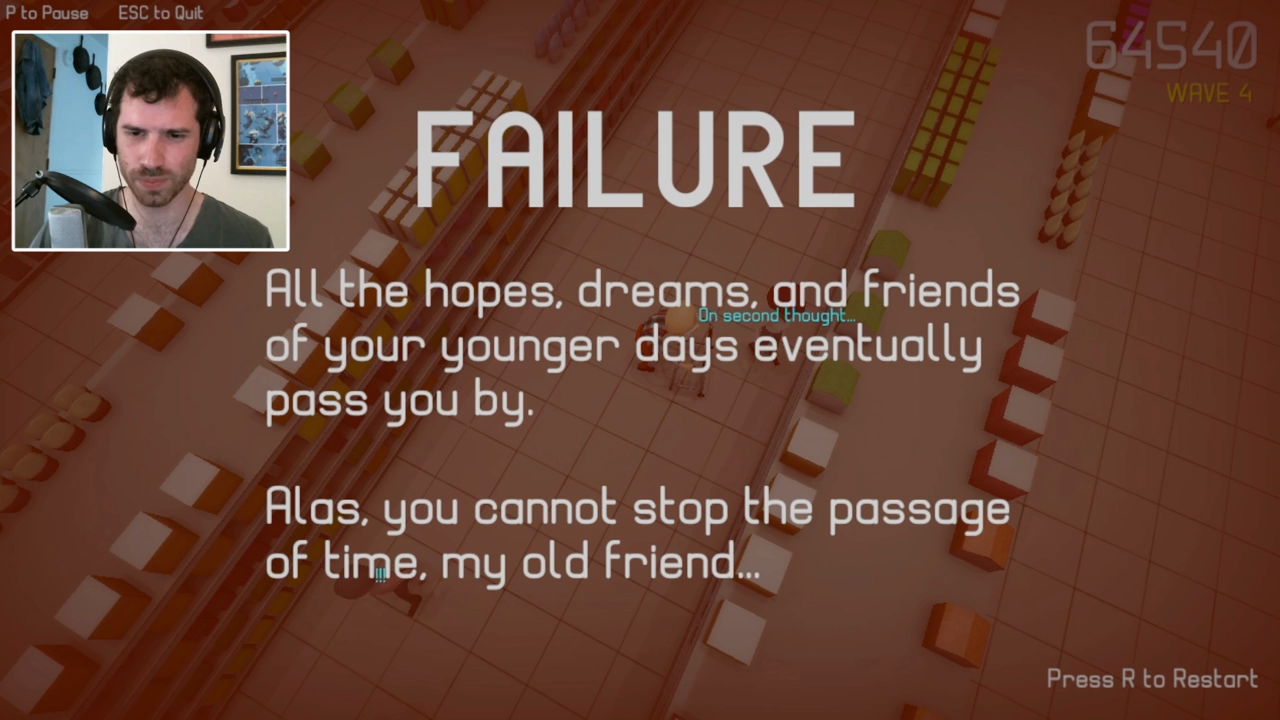 P to Pause ESC to Quit
64540
WAVE 4
FAILURE
All the hopes, dreams, and friends
On second thought...
of your younger days eventually
pass you by.
Alas, you cannot stop the passage
of time, my old friend...
!!!
Press R to Restart